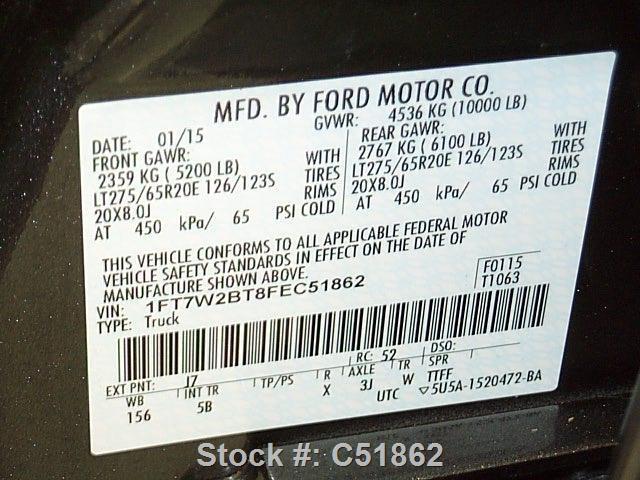 MFD. BY FORD MOTOR CO.
DATE: 01/15
GVWR: 4536 KG (10000 LB)
FRONT GAWR:
2359 KG ( 5200 LB) WITH
LT275/65R20E 126/123S TIRES
20X8.0J RIMS
AT 450 kPa/ 65 PSI COLD
REAR GAWR:
2767 KG ( 6100 LB) WITH
LT275/65R20E 126/123S TIRES
20X8.0J RIMS
AT 450 kPa/ 65 PSI COLD
THIS VEHICLE CONFORMS TO ALL APPLICABLE FEDERAL MOTOR
VEHICLE SAFETY STANDARDS IN EFFECT ON THE DATE OF
MANUFACTURE SHOWN ABOVE.
VIN: 1FT7W2BT8FEC51862
TYPE: Truck
F0115
T1063
EXT PNT: J7 RC: 52 DSO:
WB INT TR TP/PS R AXLE TR SPR
156 5B X 3J W TTFF
UTC ▽5U5A-1520472-BA
Stock #: C51862